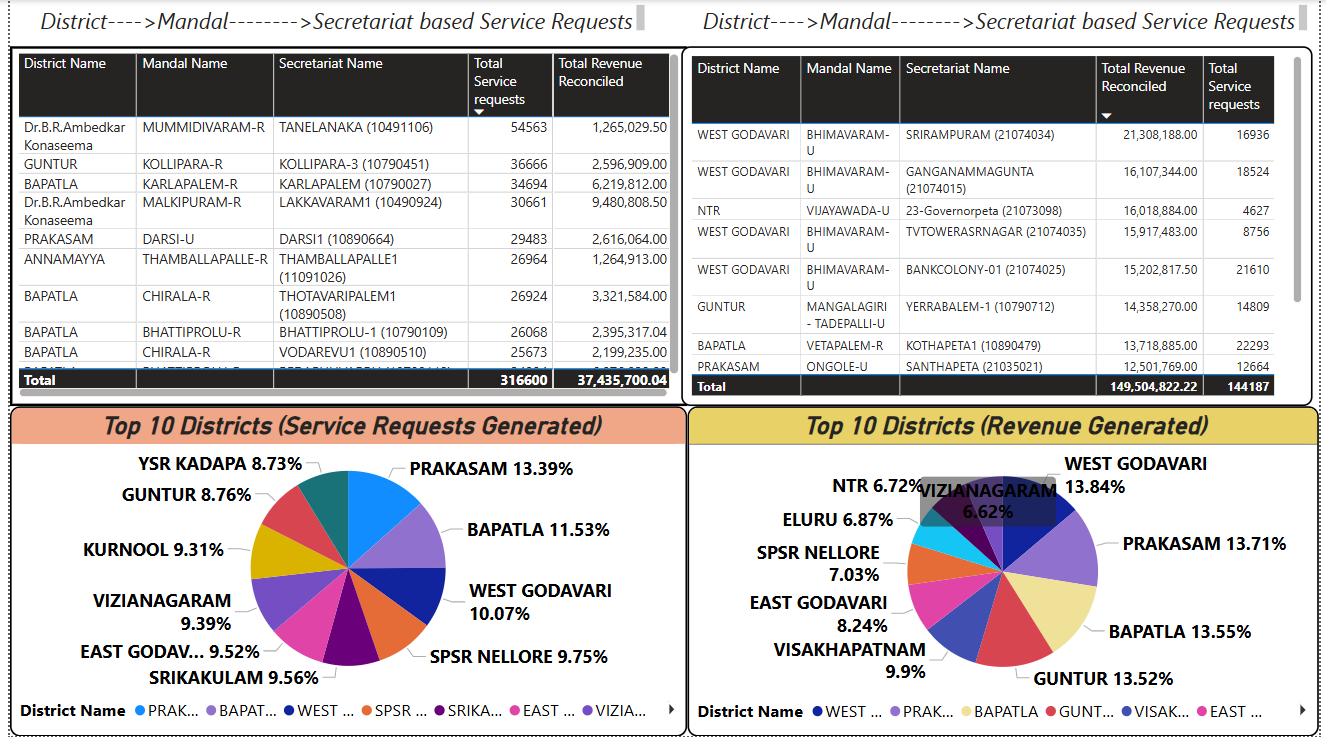 District---->Mandal-------->Secretariat based Service Requests
District Name Mandal Name Secretariat Name Total Service requests Total Revenue Reconciled
Dr.B.R.Ambedkar Konaseema MUMMIDIVARAM-R TANELANAKA (10491106) 54563 1,265,029.50
GUNTUR KOLLIPARA-R KOLLIPARA-3 (10790451) 36666 2,596,909.00
BAPATLA KARLAPALEM-R KARLAPALEM (10790027) 34694 6,219,812.00
Dr.B.R.Ambedkar Konaseema MALKIPURAM-R LAKKAVARAM1 (10490924) 30661 9,480,808.50
PRAKASAM DARSI-U DARSI1 (10890664) 29483 2,616,064.00
ANNAMAYYA THAMBALLAPALLE-R THAMBALLAPALLE1 (11091026) 26964 1,264,913.00
BAPATLA CHIRALA-R THOTAVARIPALEM1 (10890508) 26924 3,321,584.00
BAPATLA BHATTIPROLU-R BHATTIPROLU-1 (10790109) 26068 2,395,317.04
BAPATLA CHIRALA-R VODAREVU1 (10890510) 25673 2,199,235.00
Total 316600 37,435,700.04
District---->Mandal-------->Secretariat based Service Requests
District Name Mandal Name Secretariat Name Total Revenue Reconciled Total Service requests
WEST GODAVARI BHIMAVARAM-U SRIRAMPURAM (21074034) 21,308,188.00 16936
WEST GODAVARI BHIMAVARAM-U GANGANAMMAGUNTA (21074015) 16,107,344.00 18524
NTR VIJAYAWADA-U 23-Governorpeta (21073098) 16,018,884.00 4627
WEST GODAVARI BHIMAVARAM-U TVTOWERASRNAGAR (21074035) 15,917,483.00 8756
WEST GODAVARI BHIMAVARAM-U BANKCOLONY-01 (21074025) 15,202,817.50 21610
GUNTUR MANGALAGIRI - TADEPALLI-U YERRABALEM-1 (10790712) 14,358,270.00 14809
BAPATLA VETAPALEM-R KOTHAPETA1 (10890479) 13,718,885.00 22293
PRAKASAM ONGOLE-U SANTHAPETA (21035021) 12,501,769.00 12664
Total 149,504,822.22 144187
Top 10 Districts (Service Requests Generated)
YSR KADAPA 8.73%
PRAKASAM 13.39%
GUNTUR 8.76%
BAPATLA 11.53%
KURNOOL 9.31%
WEST GODAVARI
10.07%
VIZIANAGARAM
9.39%
EAST GODAV... 9.52%
SPSR NELLORE 9.75%
SRIKAKULAM 9.56%
District Name PRAK... BAPAT... WEST ... SPSR ... SRIKA... EAST ... VIZIA...
Top 10 Districts (Revenue Generated)
WEST GODAVARI
13.84%
NTR 6.72%
VIZIANAGARAM
6.62%
ELURU 6.87%
PRAKASAM 13.71%
SPSR NELLORE
7.03%
EAST GODAVARI
8.24%
BAPATLA 13.55%
VISAKHAPATNAM
9.9%
GUNTUR 13.52%
District Name WEST ... PRAK... BAPATLA GUNT... VISAK... EAST ...